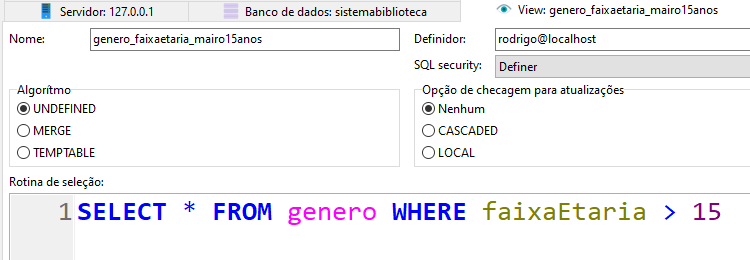 Servidor: 127.0.0.1 Banco de dados: sistemabiblioteca View: genero_faixaetaria_mairo15anos
Nome: genero_faixaetaria_mairo15anos Definidor: rodrigo@localhost
SQL security: Definer
Algorítmo Opção de checagem para atualizações
UNDEFINED Nenhum
MERGE CASCADED
TEMPTABLE LOCAL
Rotina de seleção:
1 SELECT * FROM genero WHERE faixaEtaria > 15